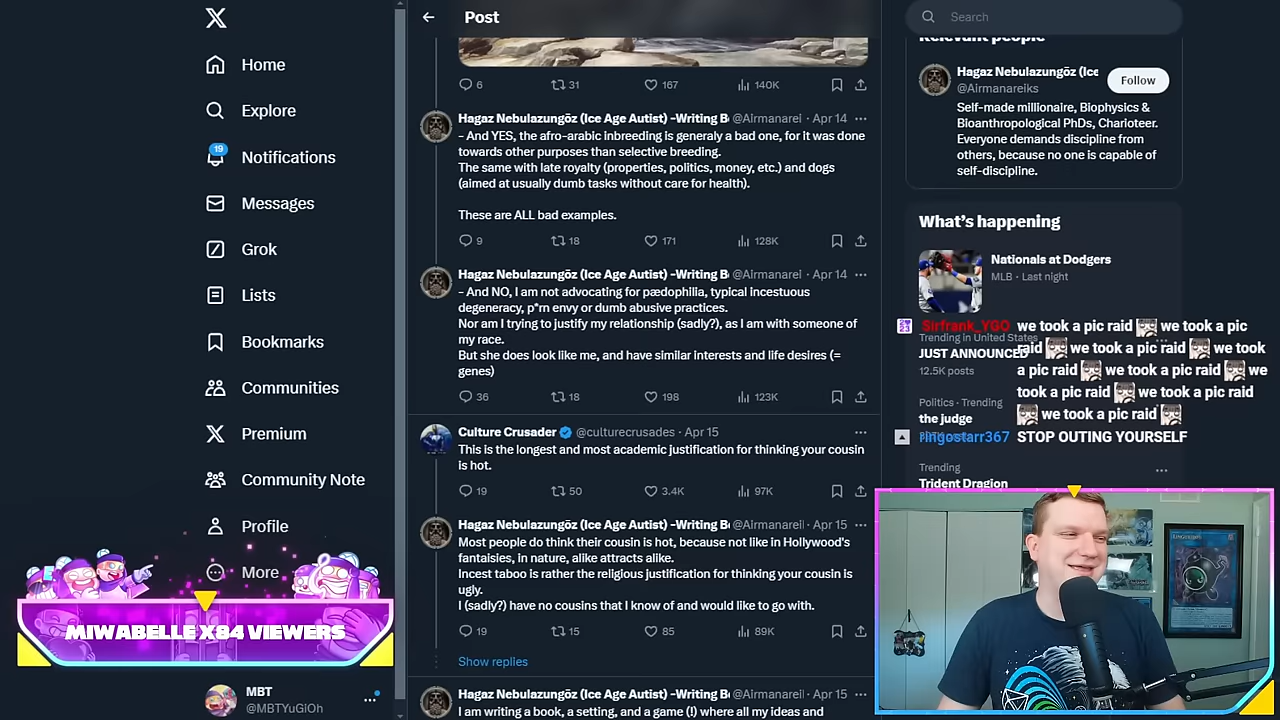 Home
Explore
19
Notifications
Messages
Grok
Lists
Bookmarks
Communities
Premium
Community Note
Profile
More
MIWABELLE X84 VIEWERS
MBT
@MBTYuGiOh
Post
6 31 167 140K
Hagaz Nebulazungōz (Ice Age Autist) -Writing B @Airmanarei · Apr 14
- And YES, the afro-arabic inbreeding is generaly a bad one, for it was done
towards other purposes than selective breeding.
The same with late royalty (properties, politics, money, etc.) and dogs
(aimed at usually dumb tasks without care for health).
These are ALL bad examples.
9 18 171 128K
Hagaz Nebulazungōz (Ice Age Autist) -Writing B @Airmanarei · Apr 14
- And NO, I am not advocating for pædophilia, typical incestuous
degeneracy, p*rn envy or dumb abusive practices.
Nor am I trying to justify my relationship (sadly?), as I am with someone of
my race.
But she does look like me, and have similar interests and life desires (=
genes)
36 18 198 123K
Culture Crusader @culturecrusades · Apr 15
This is the longest and most academic justification for thinking your cousin
is hot.
19 50 3.4K 97K
Hagaz Nebulazungōz (Ice Age Autist) -Writing B @Airmanarei · Apr 15
Most people do think their cousin is hot, because not like in Hollywood's
fantaisies, in nature, alike attracts alike.
Incest taboo is rather the religious justification for thinking your cousin is
ugly.
I (sadly?) have no cousins that I know of and would like to go with.
19 15 85 89K
Show replies
Hagaz Nebulazungōz (Ice Age Autist) -Writing B @Airmanarei · Apr 15
I am writing a book, a setting, and a game (!) where all my ideas and
Search
Relevant people
Hagaz Nebulazungōz (Ice
@Airmanareiks
Follow
Self-made millionaire, Biophysics &
Bioanthropological PhDs, Charioteer.
Everyone demands discipline from
others, because no one is capable of
self-discipline.
What's happening
Nationals at Dodgers
MLB · Last night
Sirfrank_YGO we took a pic raid we took a pic
raid we took a pic raid we took
a pic raid we took a pic raid we
took a pic raid we took a pic raid
we took a pic raid
Trending in United States
JUST ANNOUNCED
12.5K posts
Politics · Trending
the judge
ringostarr367 STOP OUTING YOURSELF
Trending
Trident Dragion